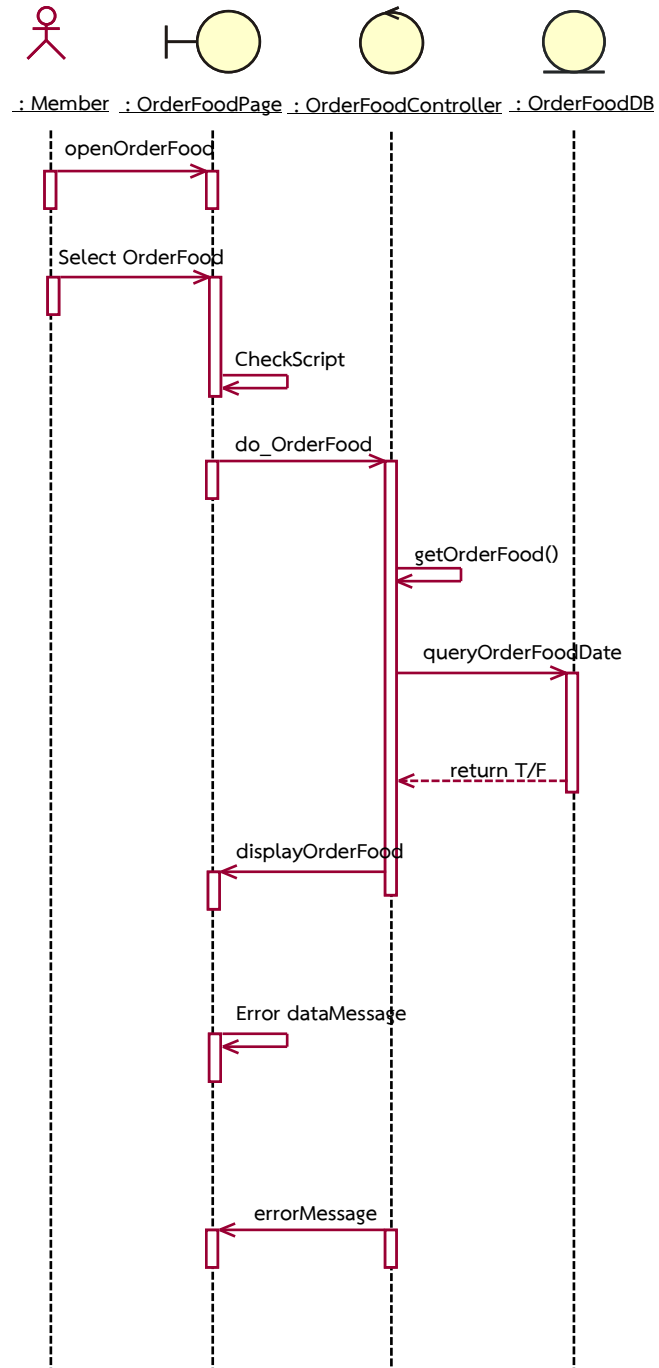 : Member : OrderFoodPage : OrderFoodController : OrderFoodDB
openOrderFood
Select OrderFood
CheckScript
do_OrderFood
getOrderFood()
queryOrderFoodDate
return T/F
displayOrderFood
Error dataMessage
errorMessage